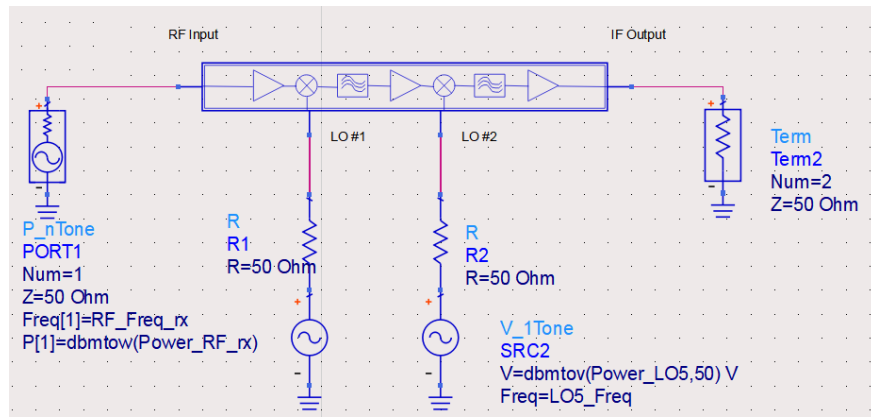 RF Input
IF Output
LO #1
LO #2
P_nTone
PORT1
Num=1
Z=50 Ohm
Freq[1]=RF_Freq_rx
P[1]=dbmtow(Power_RF_rx)
R
R1
R=50 Ohm
R
R2
R=50 Ohm
V_1Tone
SRC2
V=dbmtov(Power_LO5,50) V
Freq=LO5_Freq
Term
Term2
Num=2
Z=50 Ohm